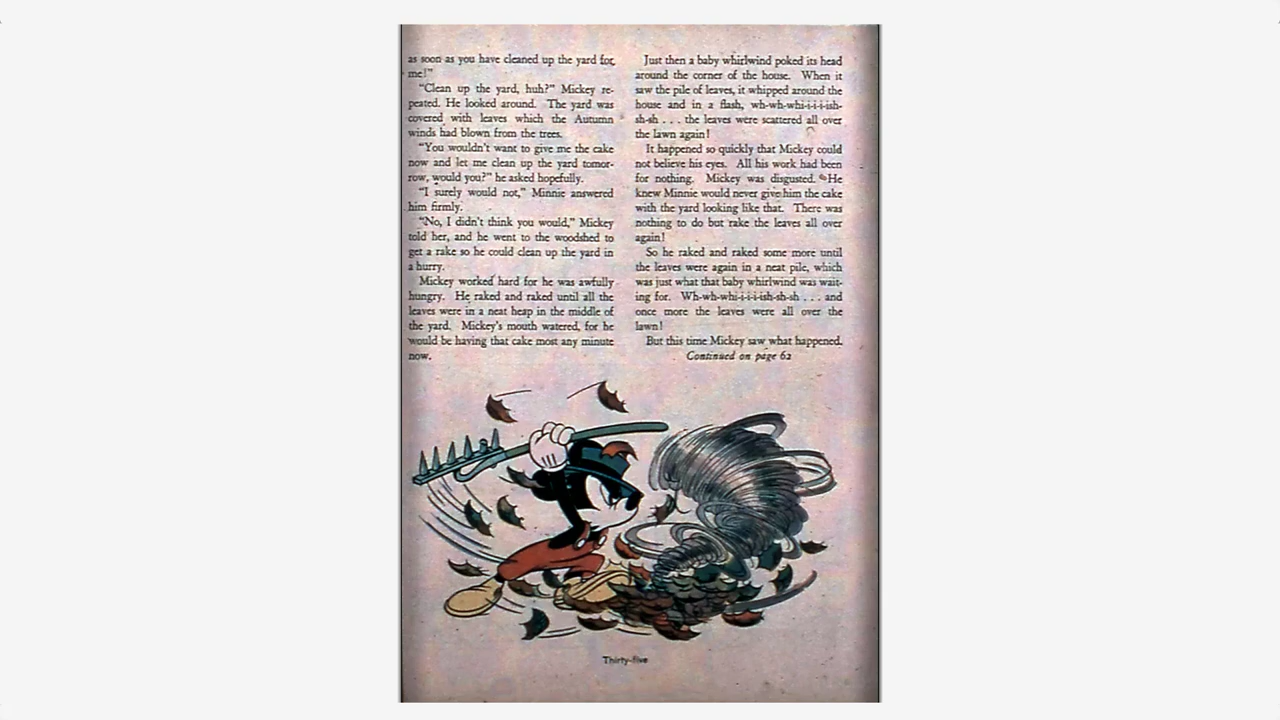 as soon as you have cleaned up the yard for
me!"
"Clean up the yard, huh?" Mickey re-
peated. He looked around. The yard was
covered with leaves which the Autumn
winds had blown from the trees.
"You wouldn't want to give me the cake
now and let me clean up the yard tomor-
row, would you?" he asked hopefully.
"I surely would not," Minnie answered
him firmly.
"No, I didn't think you would," Mickey
told her, and he went to the woodshed to
get a rake so he could clean up the yard in
a hurry.
Mickey worked hard for he was awfully
hungry. He raked and raked until all the
leaves were in a neat heap in the middle of
the yard. Mickey's mouth watered, for he
would be having that cake most any minute
now.
Just then a baby whirlwind poked its head
around the corner of the house. When it
saw the pile of leaves, it whipped around the
house and in a flash, wh-wh-whi-i-i-i-ish-
sh-sh . . . the leaves were scattered all over
the lawn again!
It happened so quickly that Mickey could
not believe his eyes. All his work had been
for nothing. Mickey was disgusted. He
knew Minnie would never give him the cake
with the yard looking like that. There was
nothing to do but rake the leaves all over
again!
So he raked and raked some more until
the leaves were again in a neat pile, which
was just what that baby whirlwind was wait-
ing for. Wh-wh-whi-i-i-i-ish-sh-sh . . . and
once more the leaves were all over the
lawn!
But this time Mickey saw what happened.
Continued on page 62
Thirty-five